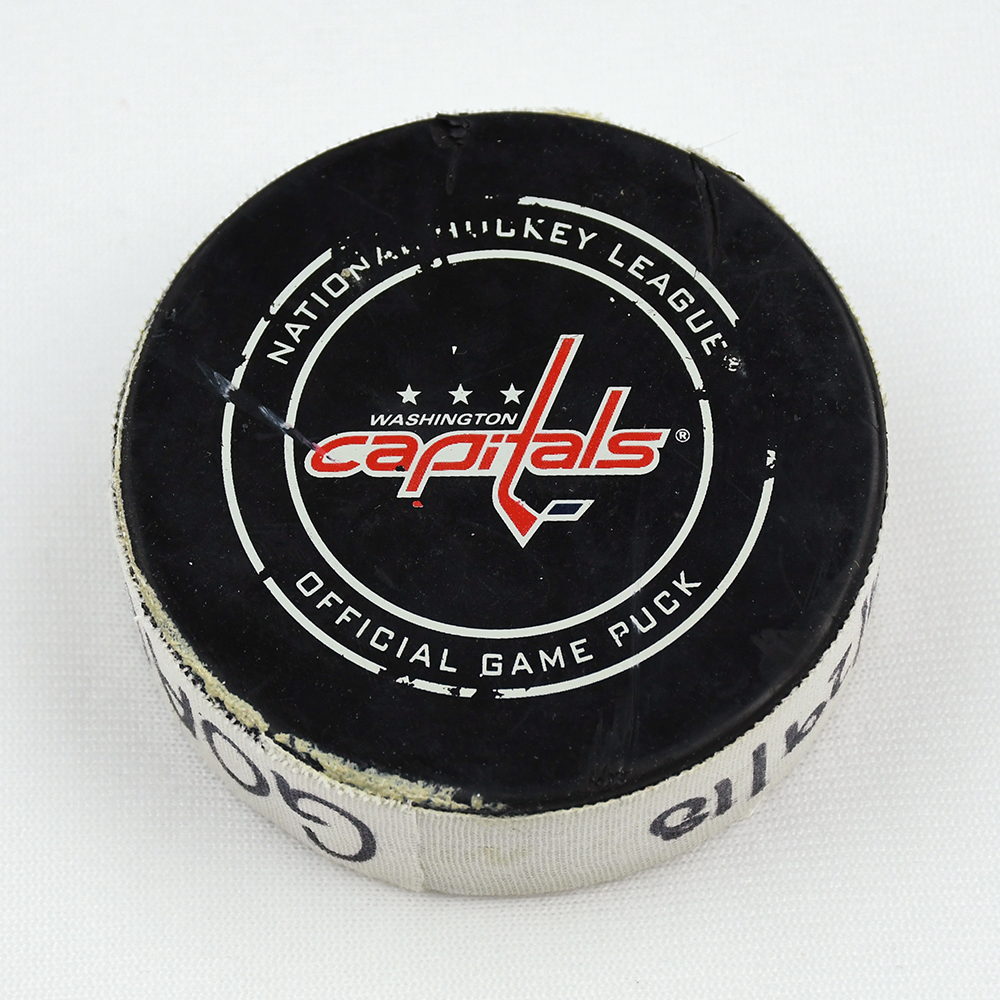 NATIONAL HOCKEY LEAGUE
WASHINGTON
capitals ®
OFFICIAL GAME PUCK